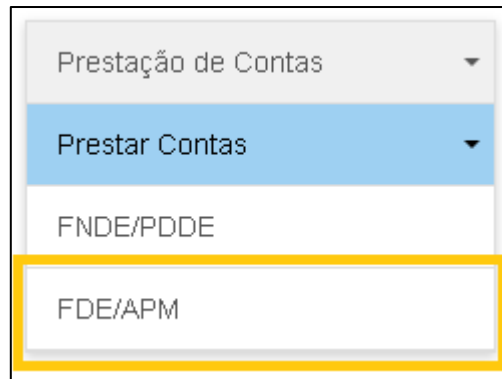 Prestação de Contas
Prestar Contas
FNDE/PDDE
FDE/APM